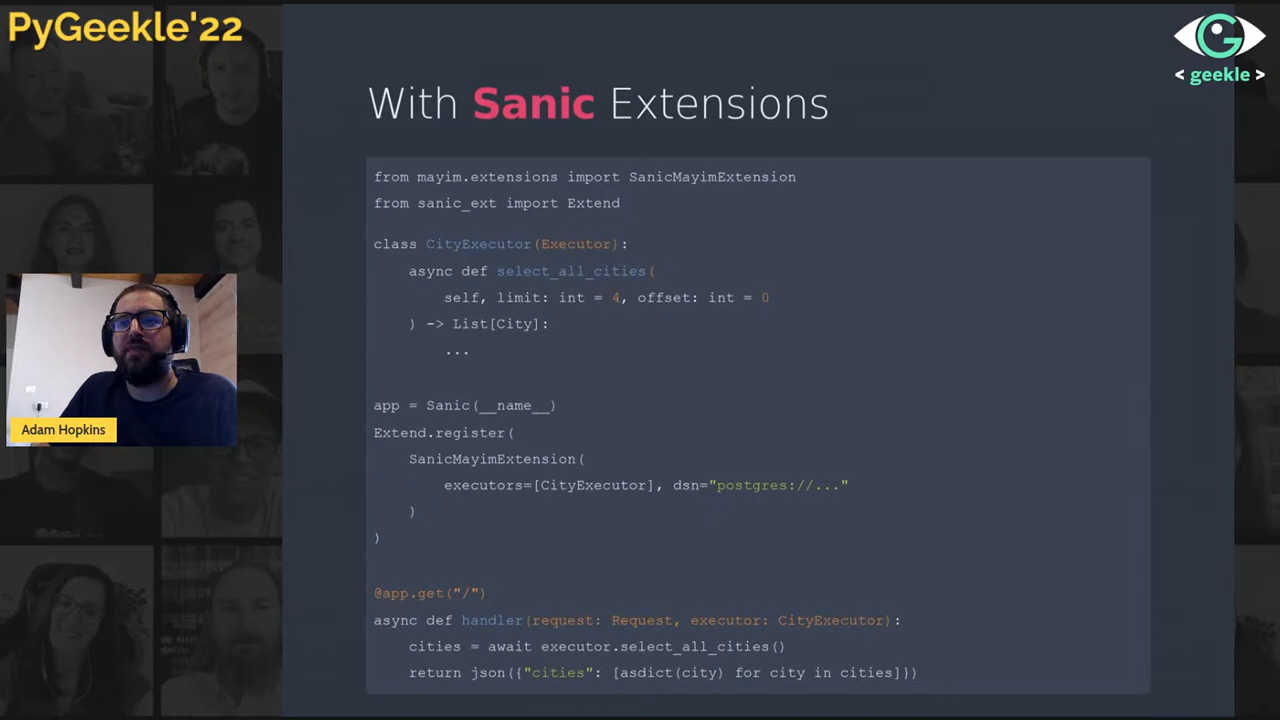 PyGeekle'22
< geekle >
With Sanic Extensions
from mayim.extensions import SanicMayimExtension
from sanic_ext import Extend
class CityExecutor(Executor):
    async def select_all_cities(
        self, limit: int = 4, offset: int = 0
    ) -> List[City]:
        ...
app = Sanic(__name__)
Extend.register(
    SanicMayimExtension(
        executors=[CityExecutor], dsn="postgres://..."
    )
)
@app.get("/")
async def handler(request: Request, executor: CityExecutor):
    cities = await executor.select_all_cities()
    return json({"cities": [asdict(city) for city in cities]})
Adam Hopkins